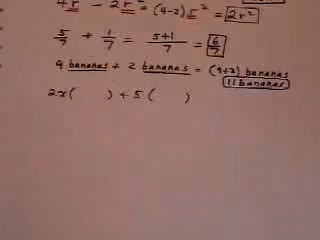 4r² - 2r² = (4-2)r² = 2r²
5/7 + 1/7 = 5+1/7 = 6/7
9 bananas + 2 bananas = (9+2) bananas
11 bananas
2x( ) + 5( )